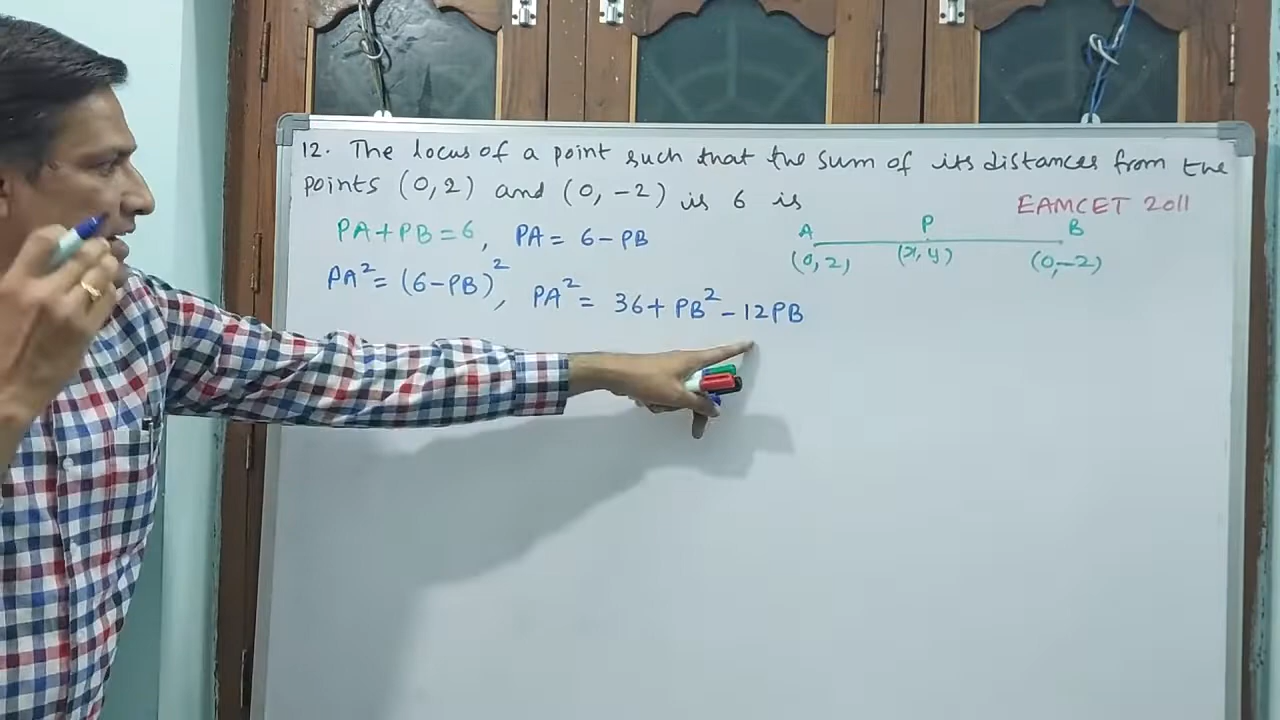 12. The locus of a point such that the sum of its distances from the
points (0,2) and (0,-2) is 6 is
EAMCET 2011
PA+PB=6, PA = 6-PB
A P B
(0,2) (x,y) (0,-2)
PA²= (6-PB)², PA²= 36+PB²-12PB